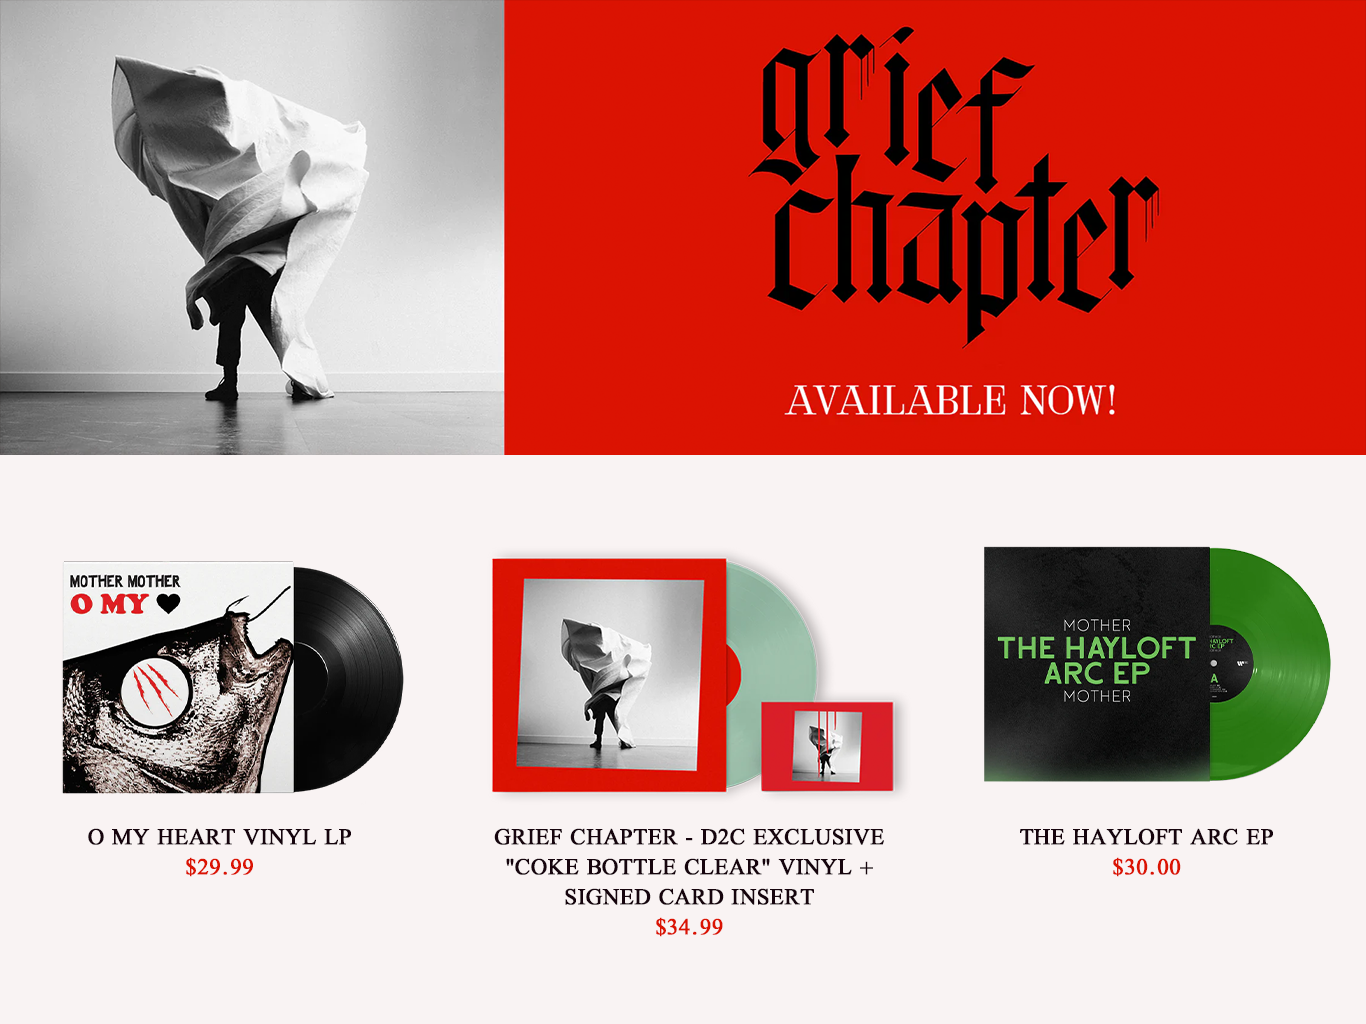 grief
chapter
AVAILABLE NOW!
MOTHER MOTHER
O MY
MOTHER
THE HAYLOFT
ARC EP
MOTHER
O MY HEART VINYL LP
$29.99
GRIEF CHAPTER - D2C EXCLUSIVE
"COKE BOTTLE CLEAR" VINYL +
SIGNED CARD INSERT
$34.99
THE HAYLOFT ARC EP
$30.00